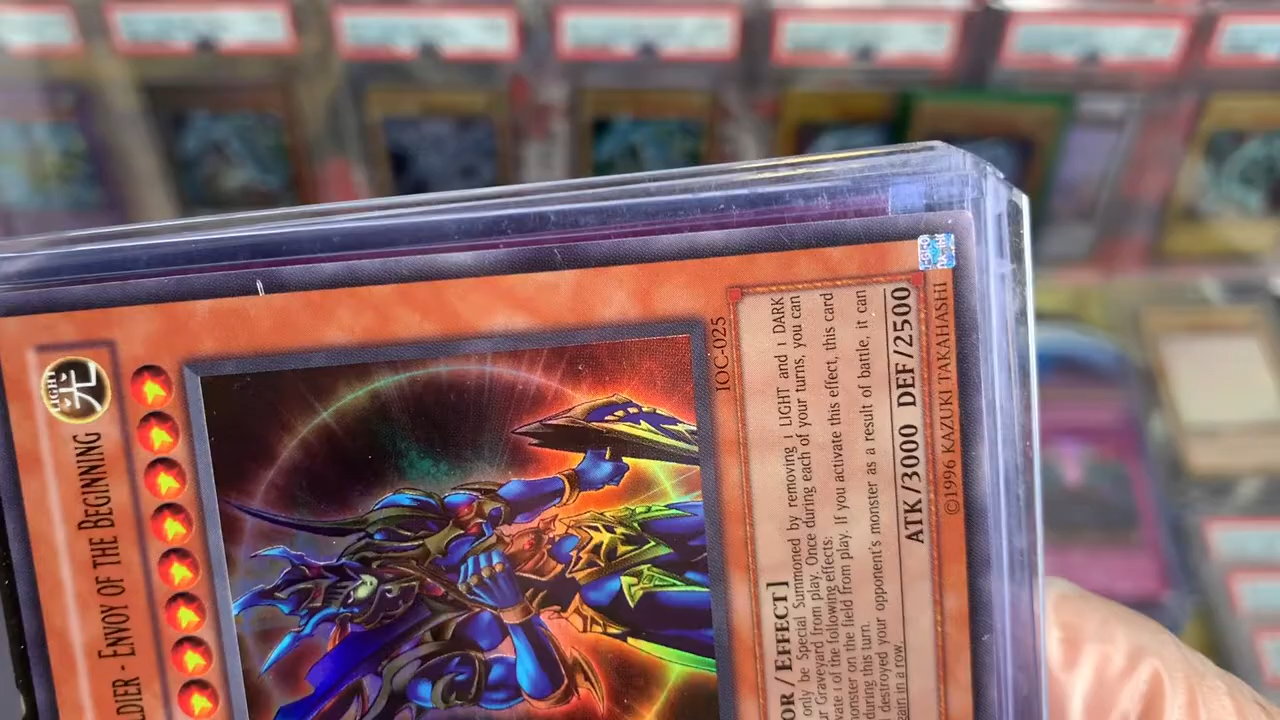 LIGHT
光
LDIER - ENVOY OF THE BEGINNING
IOC-025
OR / EFFECT]
only be Special Summoned by removing 1 LIGHT and 1 DARK
r Graveyard from play. Once during each of your turns, you can
vate 1 of the following effects:
monster on the field from play. If you activate this effect, this card
during this turn.
destroyed your opponent's monster as a result of battle, it can
gain in a row.
ATK/3000 DEF/2500
©1996 KAZUKI TAKAHASHI